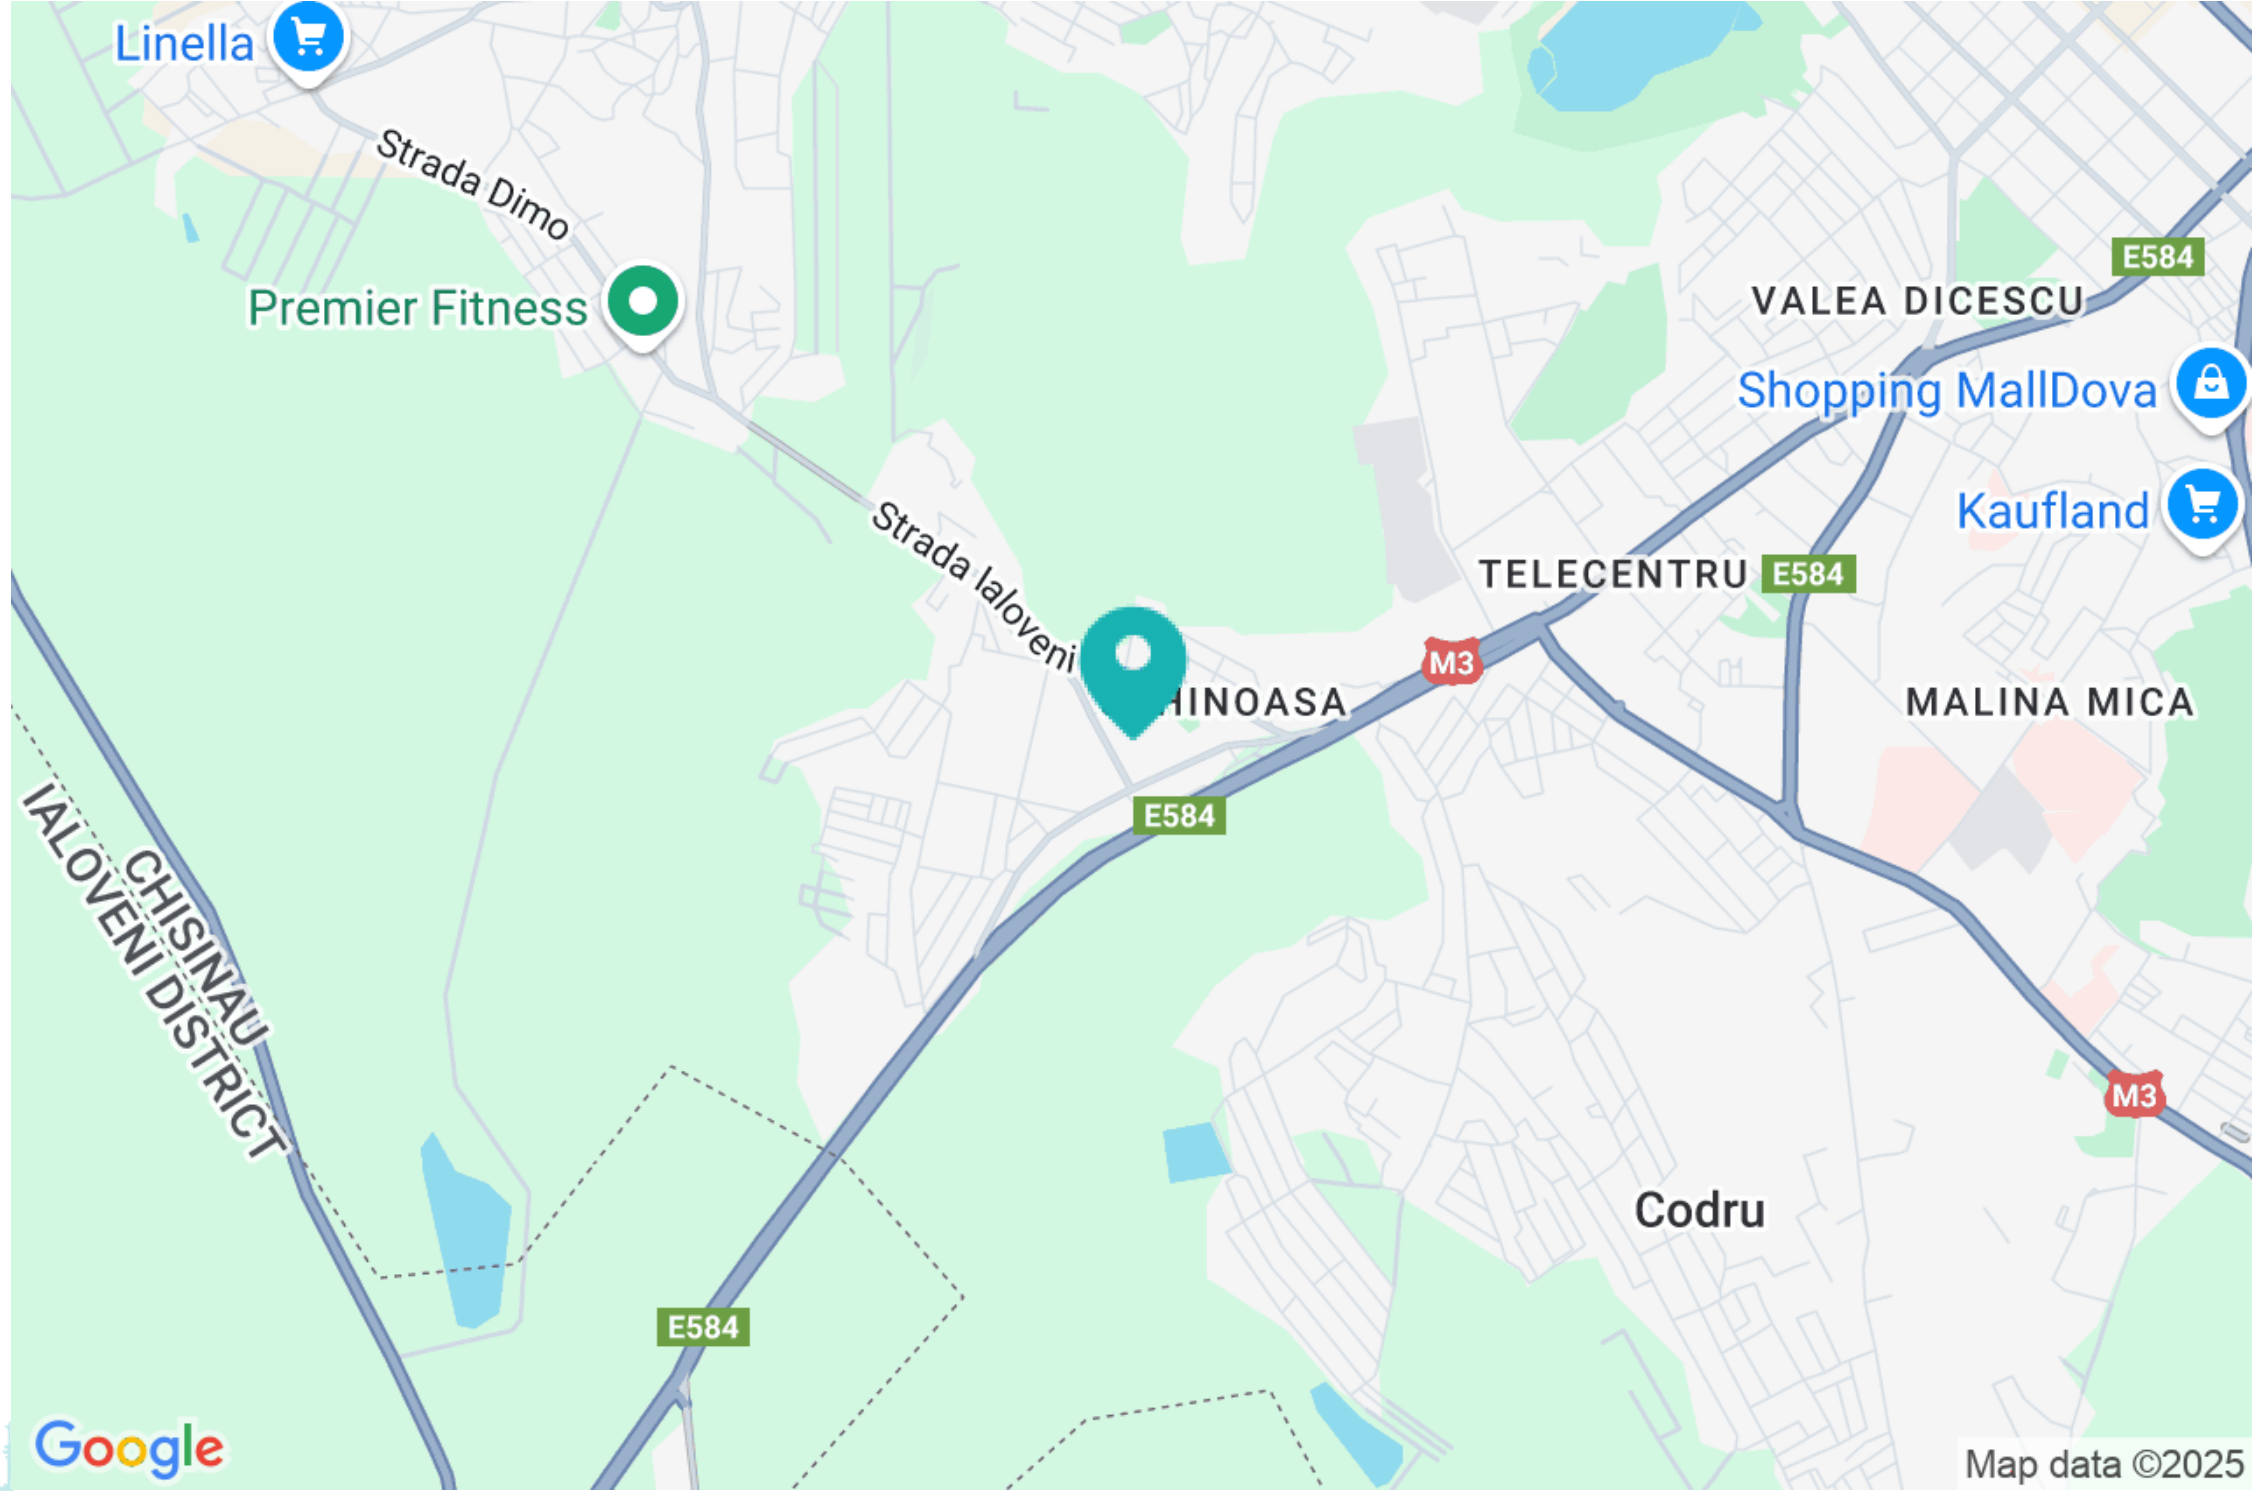 Linella
Strada Dimo
Premier Fitness
E584
VALEA DICESCU
Shopping MallDova
Kaufland
Strada Ialoveni
TELECENTRU
E584
M3
HINOASA
MALINA MICA
E584
CHISINAU
IALOVENI DISTRICT
M3
Codru
E584
Google
Map data ©2025